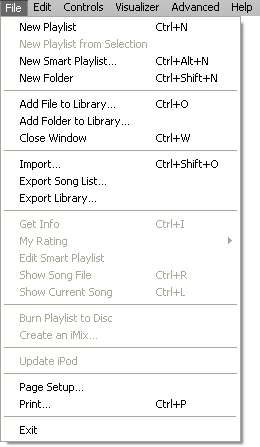 File Edit Controls Visualizer Advanced Help
New Playlist Ctrl+N
New Playlist from Selection
New Smart Playlist... Ctrl+Alt+N
New Folder Ctrl+Shift+N
Add File to Library... Ctrl+O
Add Folder to Library...
Close Window Ctrl+W
Import... Ctrl+Shift+O
Export Song List...
Export Library...
Get Info Ctrl+I
My Rating
Edit Smart Playlist
Show Song File Ctrl+R
Show Current Song Ctrl+L
Burn Playlist to Disc
Create an iMix...
Update iPod
Page Setup...
Print... Ctrl+P
Exit